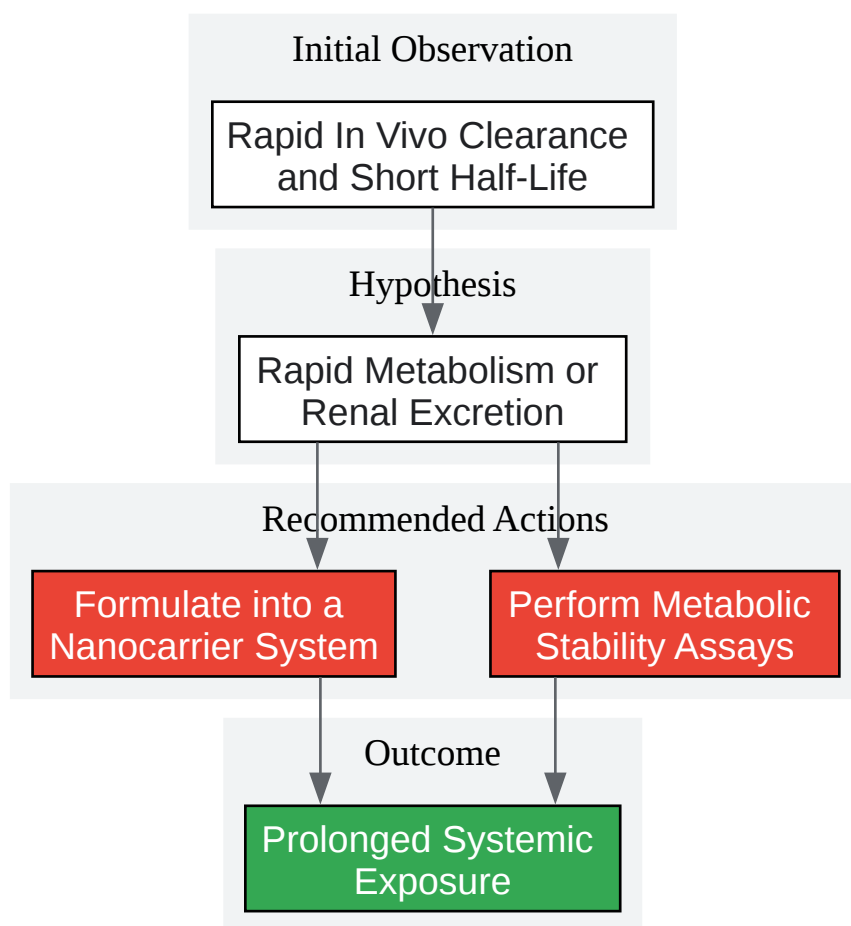 Initial Observation
Rapid In Vivo Clearance
and Short Half-Life
Hypothesis
Rapid Metabolism or
Renal Excretion
Recommended Actions
Formulate into a
Nanocarrier System
Perform Metabolic
Stability Assays
Outcome
Prolonged Systemic
Exposure